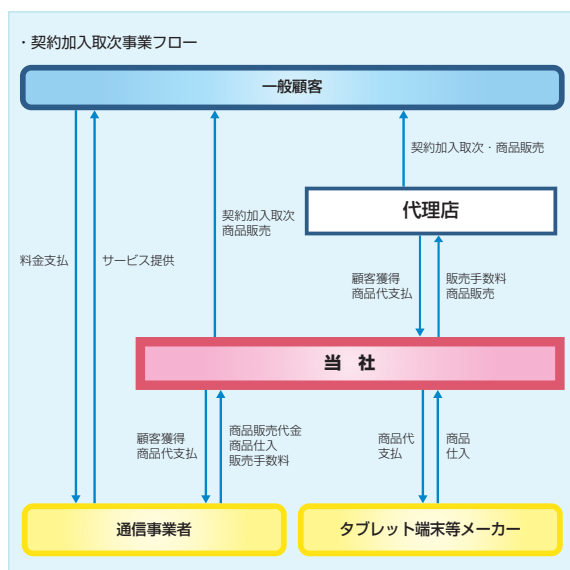 ・契約加入取次事業フロー
一般顧客
契約加入取次・商品販売
代理店
契約加入取次
商品販売
料金支払
サービス提供
顧客獲得
商品代支払
販売手数料
商品販売
当 社
顧客獲得
商品代支払
商品販売代金
商品仕入
販売手数料
商品代
支払
商品
仕入
通信事業者
タブレット端末等メーカー